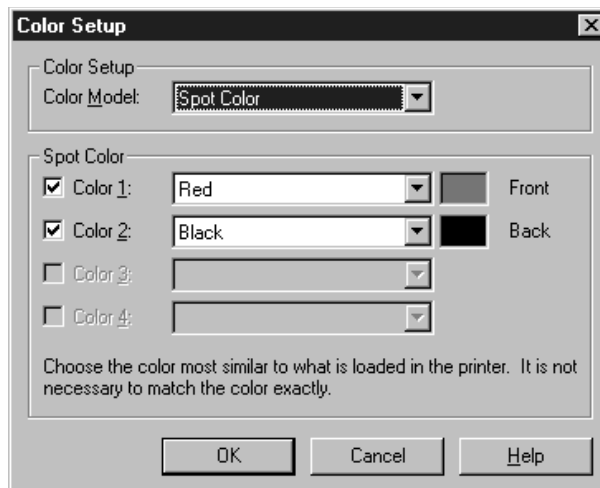 Color Setup
Color Setup
Color Model: Spot Color
Spot Color
Color 1: Red Front
Color 2: Black Back
Color 3:
Color 4:
Choose the color most similar to what is loaded in the printer. It is not
necessary to match the color exactly.
OK Cancel Help